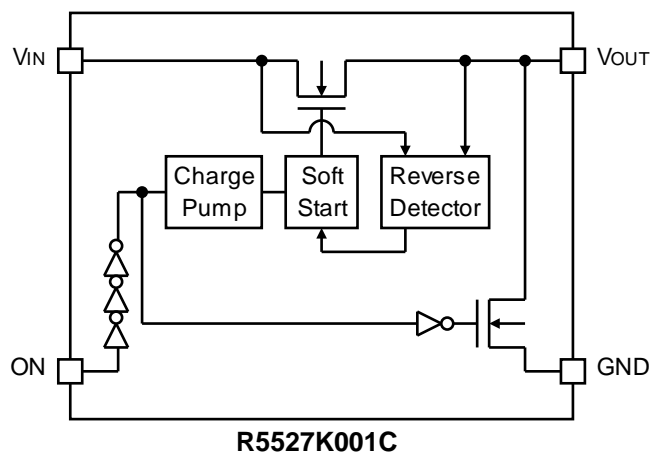 VIN
VOUT
Charge
Pump
Soft
Start
Reverse
Detector
ON
GND
R5527K001C